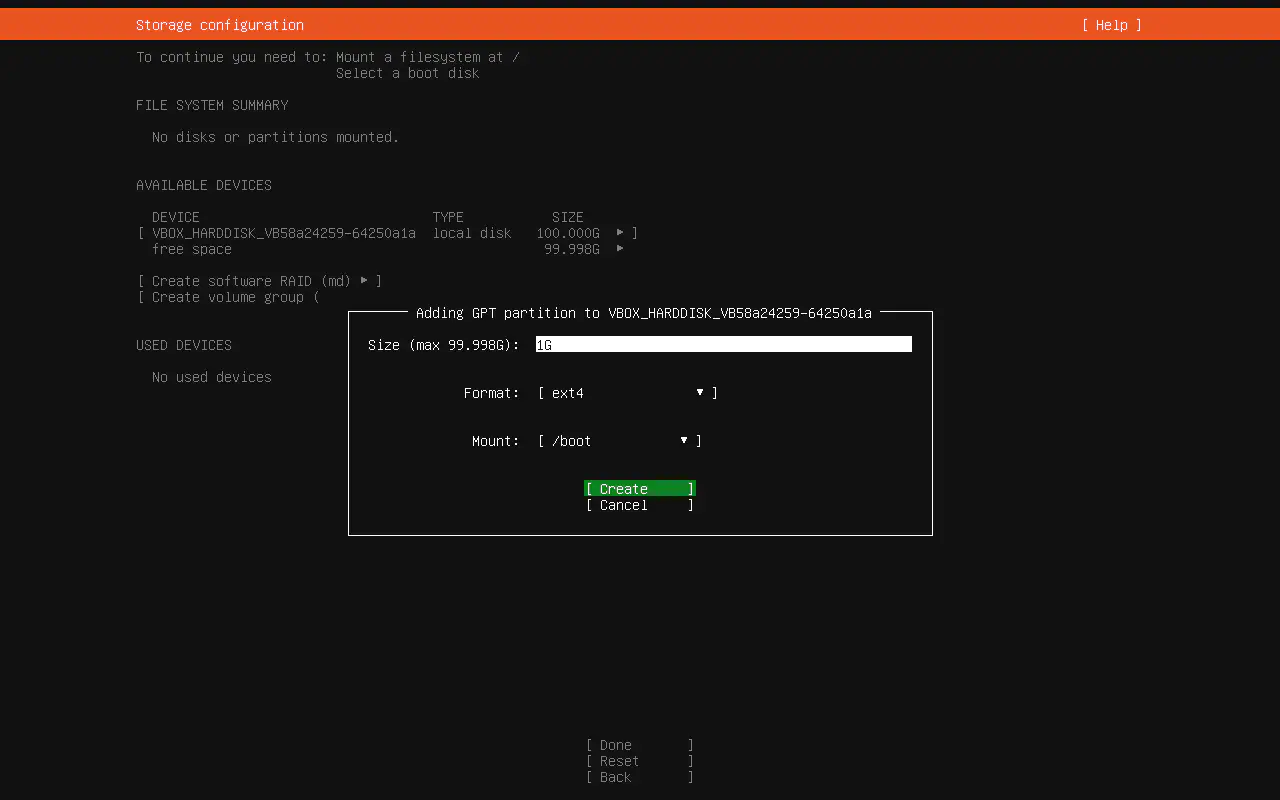 Storage configuration [ Help ]
To continue you need to: Mount a filesystem at /
Select a boot disk
FILE SYSTEM SUMMARY
No disks or partitions mounted.
AVAILABLE DEVICES
DEVICE TYPE SIZE
[ VBOX_HARDDISK_VB58a24259-64250a1a local disk 100.000G ▸ ]
free space 99.998G ▸
[ Create software RAID (md) ▸ ]
[ Create volume group (
Adding GPT partition to VBOX_HARDDISK_VB58a24259-64250a1a
USED DEVICES
Size (max 99.998G): 1G
No used devices
Format: [ ext4 ▾ ]
Mount: [ /boot ▾ ]
[ Create ]
[ Cancel ]
[ Done ]
[ Reset ]
[ Back ]